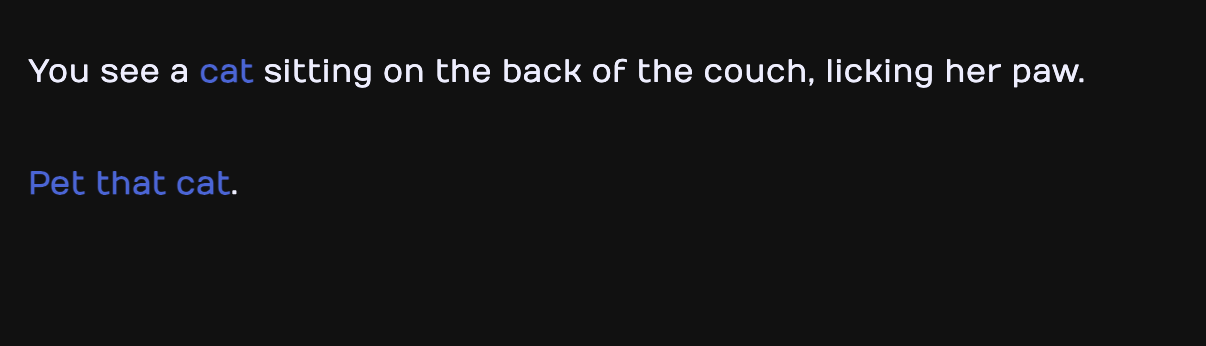 You see a cat sitting on the back of the couch, licking her paw.
Pet that cat.